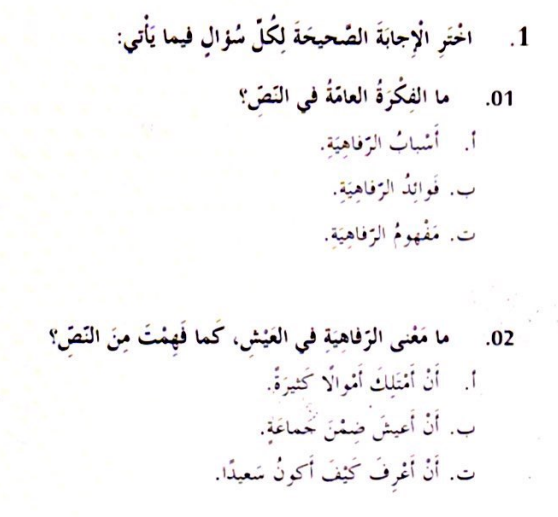 1. اخْتَرِ الْإِجابَةَ الصَّحيحَةَ لِكُلِّ سُؤالٍ فيما يَأْتي:
01. ما الفِكْرَةُ العامّةُ في النّصِّ؟
أ. أَسْبابُ الرّفاهِيَةِ.
ب. فَوائِدُ الرّفاهِيَةِ.
ت. مَفْهومُ الرّفاهِيَةِ.
02. ما مَعْنى الرّفاهِيَةِ في العَيْشِ، كَما فَهِمْتَ مِنَ النّصِّ؟
أ. أَنْ أَمْتَلِكَ أَمْوالًا كَثيرَةً.
ب. أَنْ أَعيشَ ضِمْنَ جَماعَةٍ.
ت. أَنْ أَعْرِفَ كَيْفَ أَكونُ سَعيدًا.